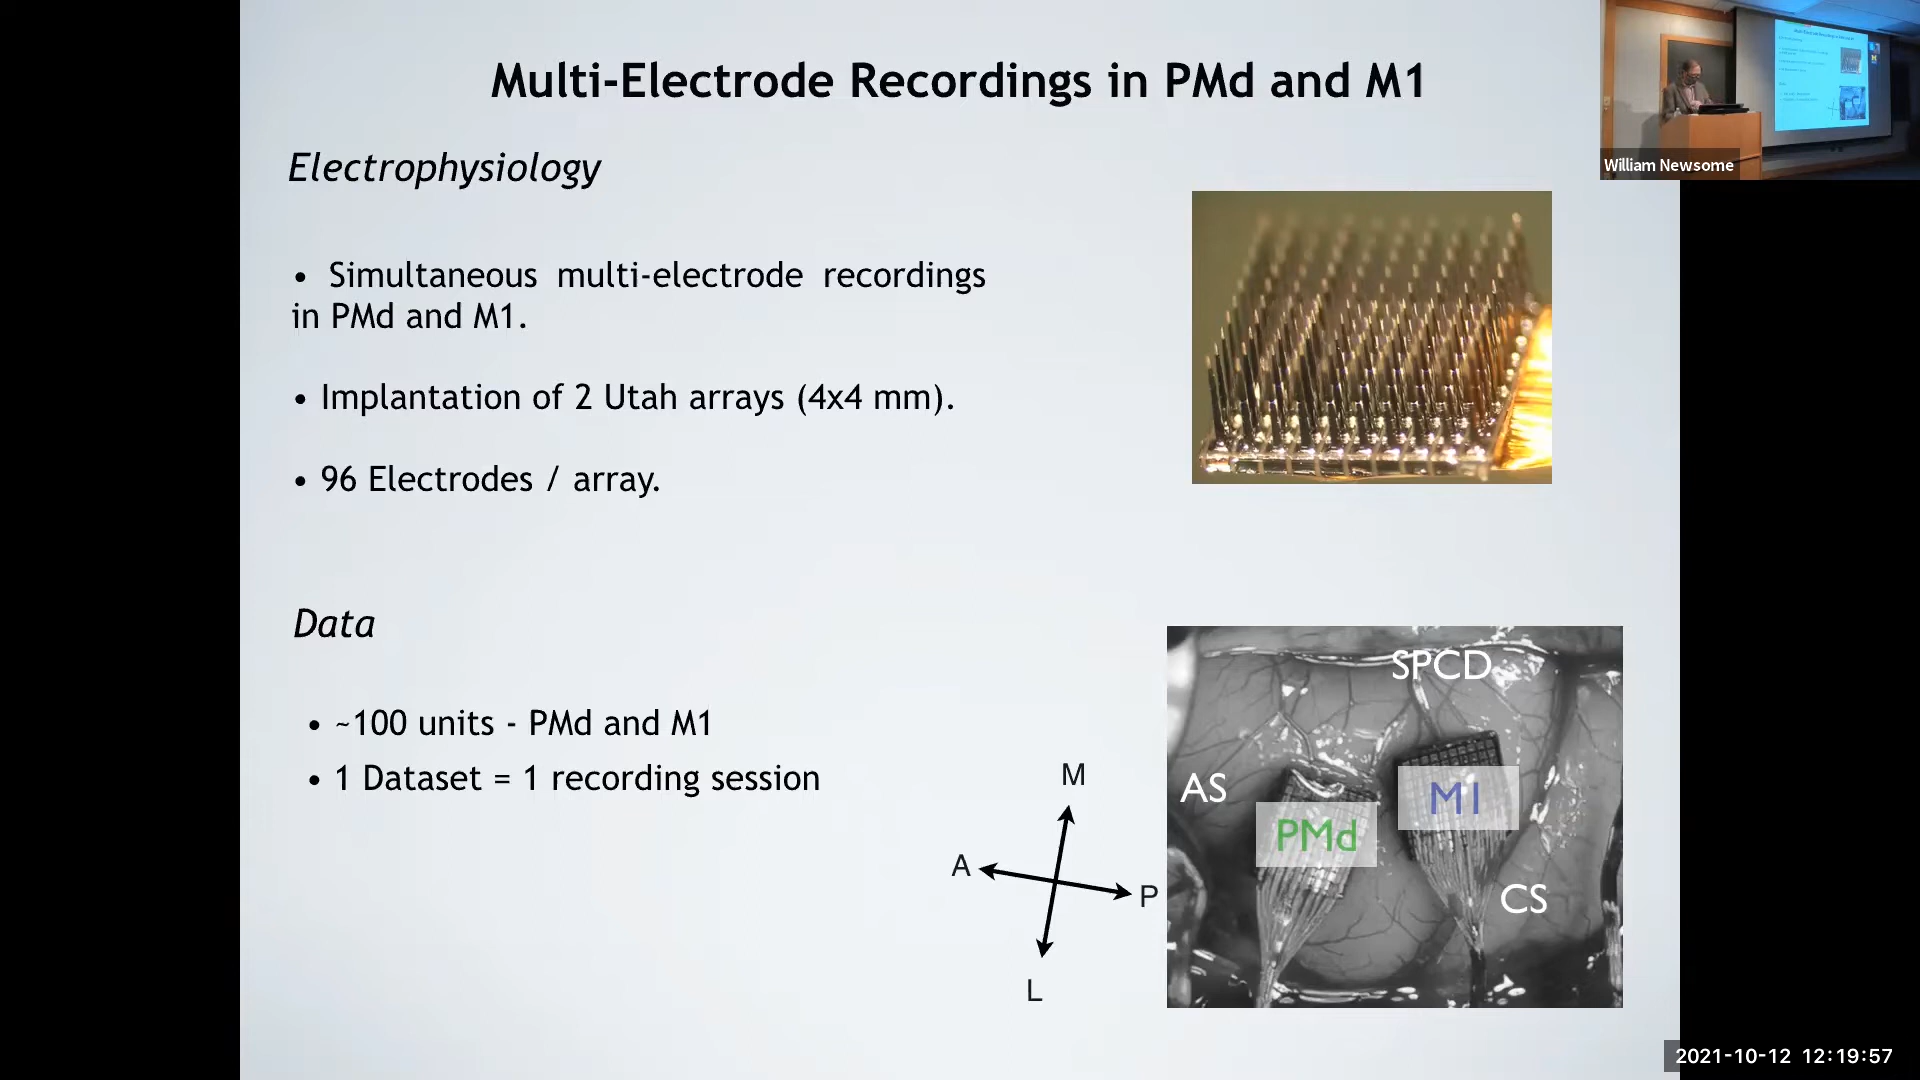 Multi-Electrode Recordings in PMd and M1
William Newsome
Electrophysiology
• Simultaneous multi-electrode recordings
in PMd and M1.
• Implantation of 2 Utah arrays (4x4 mm).
• 96 Electrodes / array.
Data
• ~100 units - PMd and M1
• 1 Dataset = 1 recording session
M
A
P
L
SPCD
AS
M1
PMd
CS
2021-10-12 12:19:57